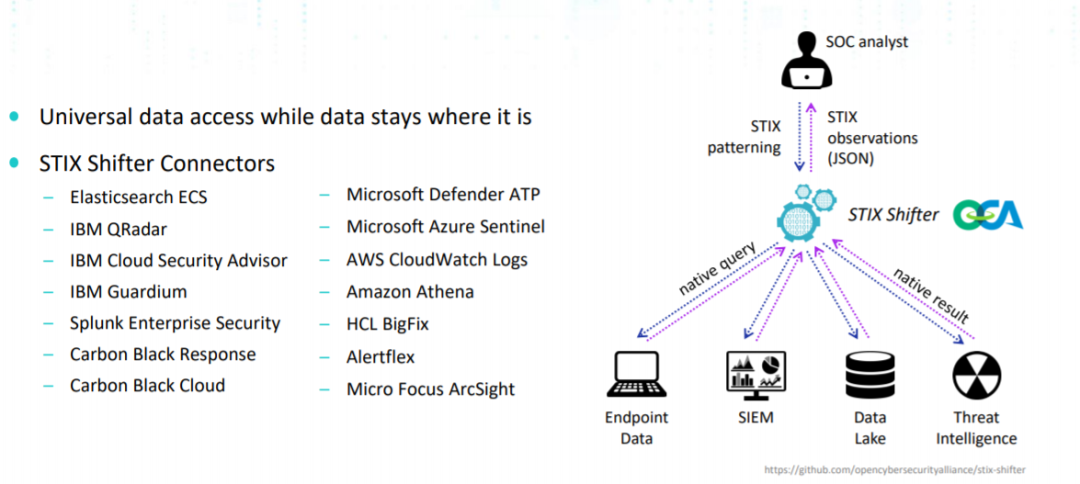 Universal data access while data stays where it is
STIX Shifter Connectors
Elasticsearch ECS
IBM QRadar
IBM Cloud Security Advisor
IBM Guardium
Splunk Enterprise Security
Carbon Black Response
Carbon Black Cloud
Microsoft Defender ATP
Microsoft Azure Sentinel
AWS CloudWatch Logs
Amazon Athena
HCL BigFix
Alertflex
Micro Focus ArcSight
SOC analyst
STIX
patterning
STIX
observations
(JSON)
STIX Shifter
OCA
native query
native result
Endpoint
Data
SIEM
Data
Lake
Threat
Intelligence
https://github.com/opencybersecurityalliance/stix-shifter